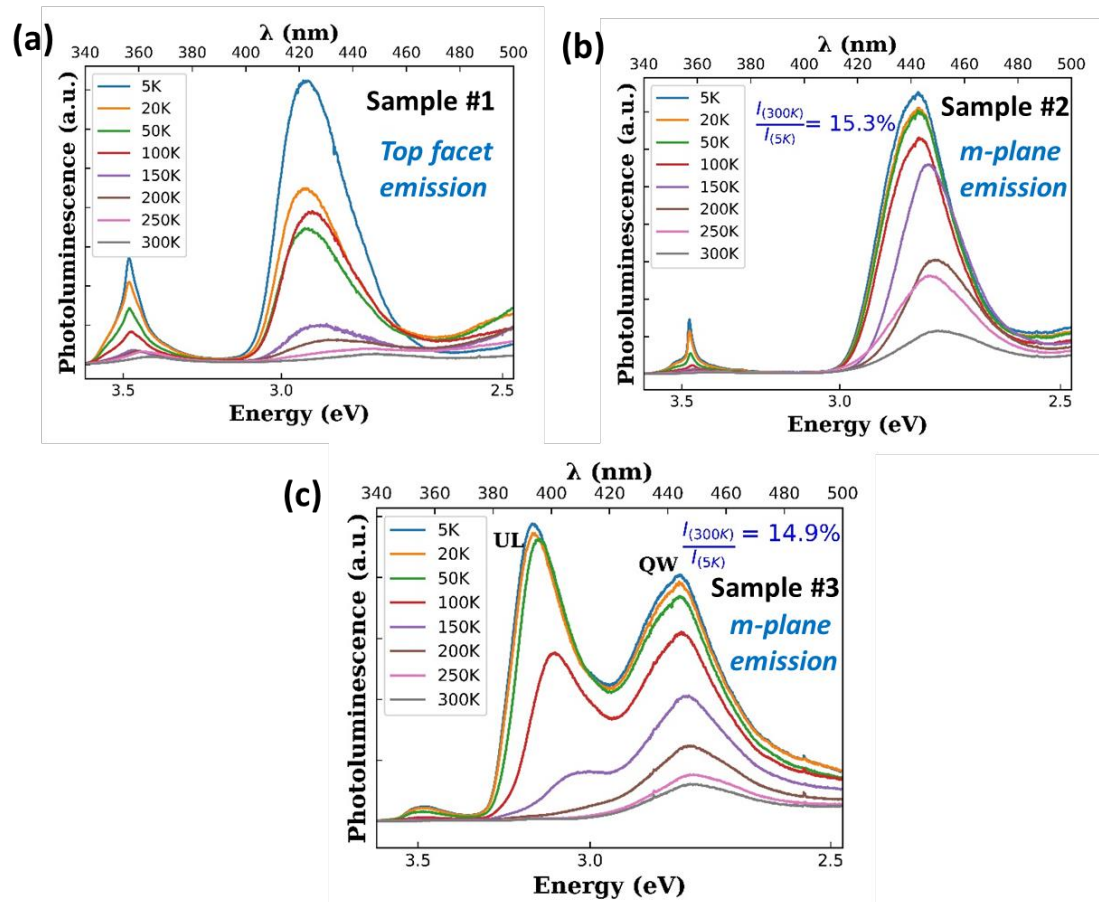 (a)
λ (nm)
340 360 380 400 420 440 460 480 500
Photoluminescence (a.u.)
5K
20K
50K
100K
150K
200K
250K
300K
Sample #1
Top facet
emission
3.5 3.0 2.5
Energy (eV)
(b)
λ (nm)
340 360 380 400 420 440 460 480 500
Photoluminescence (a.u.)
5K
20K
50K
100K
150K
200K
250K
300K
I(300K)
I(5K)
= 15.3%
Sample #2
m-plane
emission
3.5 3.0 2.5
Energy (eV)
(c)
λ (nm)
340 360 380 400 420 440 460 480 500
Photoluminescence (a.u.)
5K
20K
50K
100K
150K
200K
250K
300K
UL
QW
I(300K)
I(5K)
= 14.9%
Sample #3
m-plane
emission
3.5 3.0 2.5
Energy (eV)